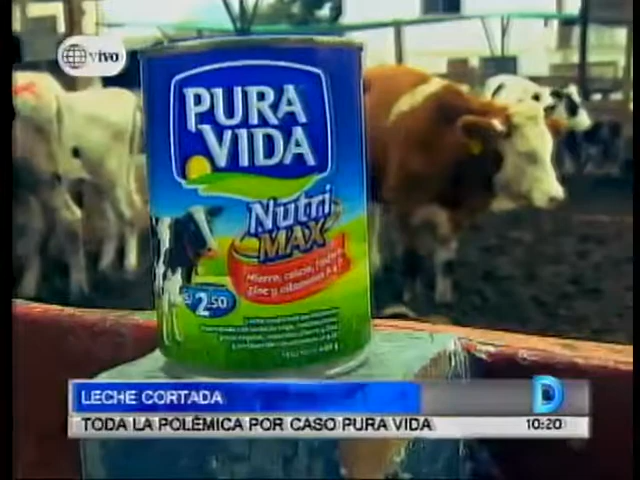 vivo
PURA
VIDA
Nutri
MAX
Hierro, calcio, fósforo,
Zinc y vitaminas A y C
S/ 2.50
LECHE CORTADA
D
TODA LA POLÉMICA POR CASO PURA VIDA
10:20